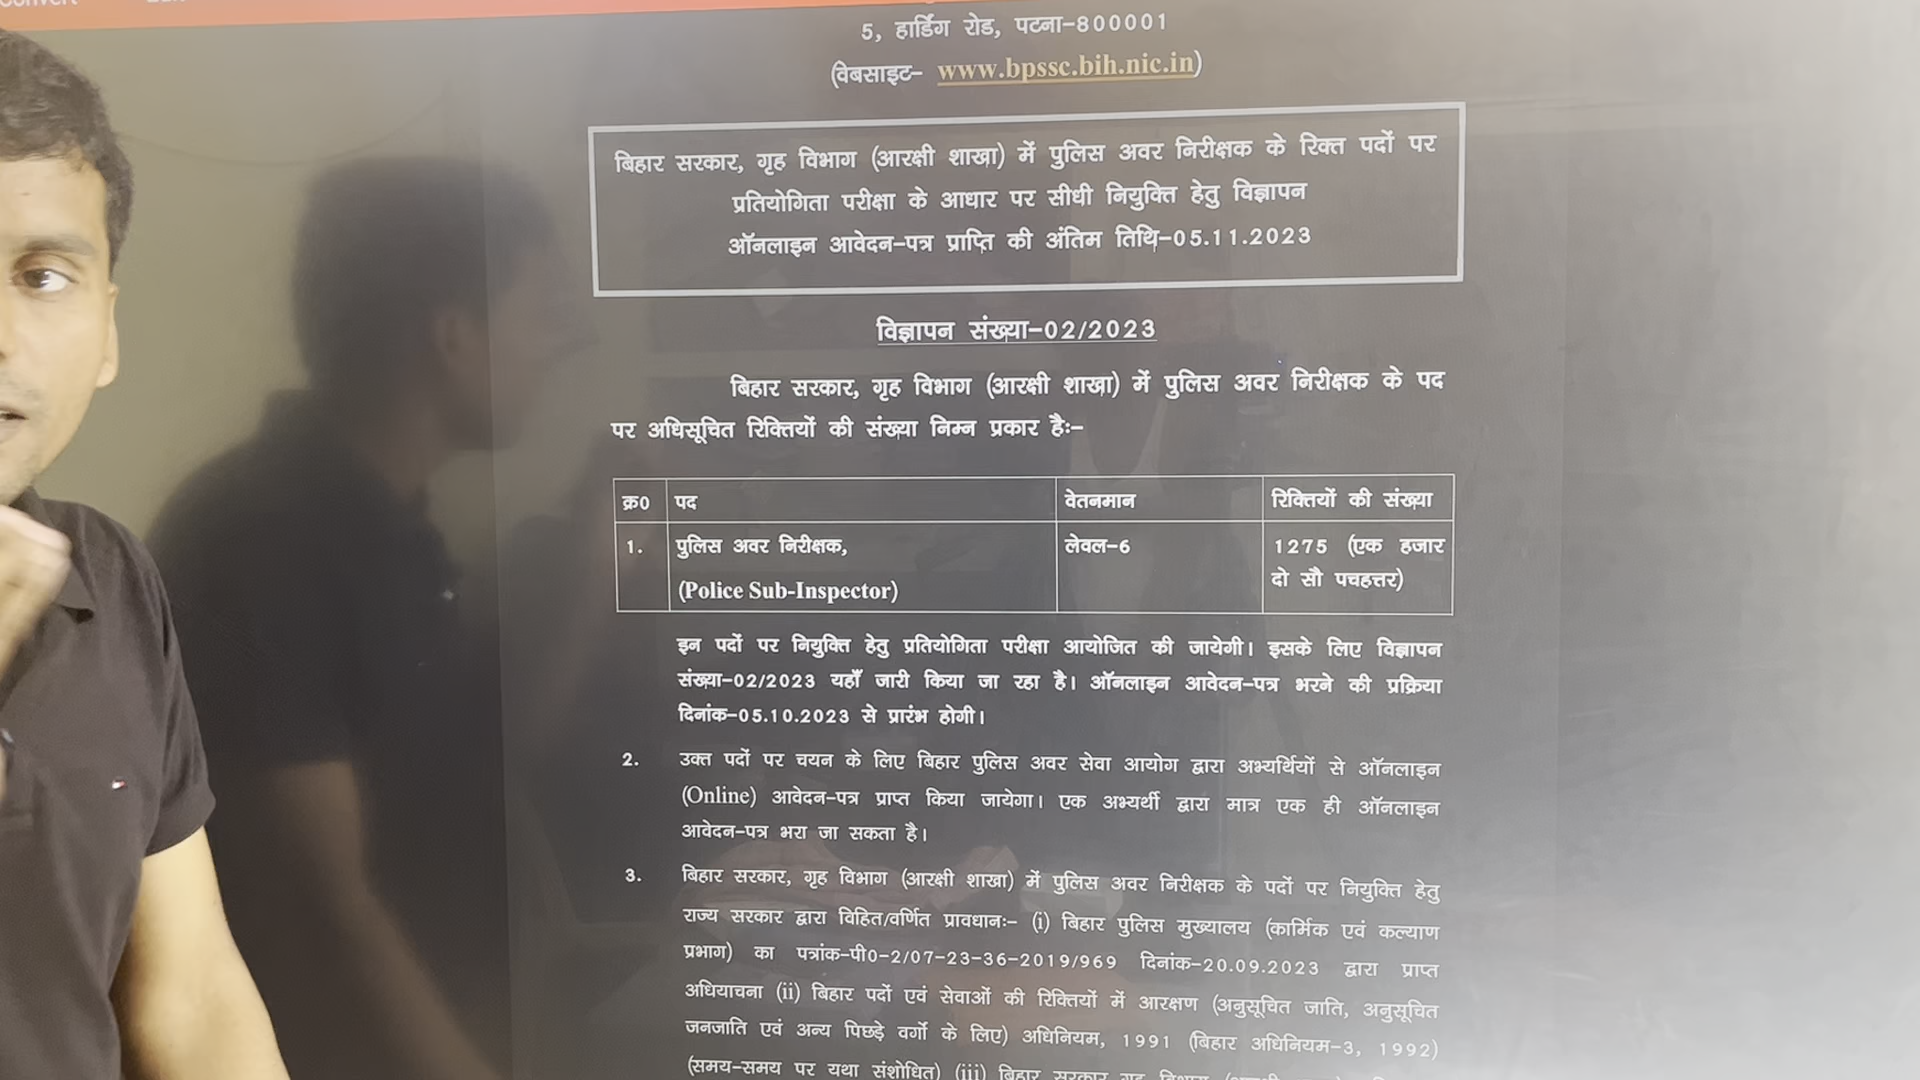 5, हार्डिंग रोड, पटना-800001
(वेबसाइट- www.bpssc.bih.nic.in)
बिहार सरकार, गृह विभाग (आरक्षी शाखा) में पुलिस अवर निरीक्षक के रिक्त पदों पर
प्रतियोगिता परीक्षा के आधार पर सीधी नियुक्ति हेतु विज्ञापन
ऑनलाइन आवेदन-पत्र प्राप्ति की अंतिम तिथि-05.11.2023
विज्ञापन संख्या-02/2023
बिहार सरकार, गृह विभाग (आरक्षी शाखा) में पुलिस अवर निरीक्षक के पद
पर अधिसूचित रिक्तियों की संख्या निम्न प्रकार हैः-
क्र0 पद वेतनमान रिक्तियों की संख्या
1. पुलिस अवर निरीक्षक, लेवल-6 1275 (एक हजार
(Police Sub-Inspector) दो सौ पचहत्तर)
इन पदों पर नियुक्ति हेतु प्रतियोगिता परीक्षा आयोजित की जायेगी। इसके लिए विज्ञापन
संख्या-02/2023 यहाँ जारी किया जा रहा है। ऑनलाइन आवेदन-पत्र भरने की प्रक्रिया
दिनांक-05.10.2023 से प्रारंभ होगी।
2. उक्त पदों पर चयन के लिए बिहार पुलिस अवर सेवा आयोग द्वारा अभ्यर्थियों से ऑनलाइन
(Online) आवेदन-पत्र प्राप्त किया जायेगा। एक अभ्यर्थी द्वारा मात्र एक ही ऑनलाइन
आवेदन-पत्र भरा जा सकता है।
3. बिहार सरकार, गृह विभाग (आरक्षी शाखा) में पुलिस अवर निरीक्षक के पदों पर नियुक्ति हेतु
राज्य सरकार द्वारा विहित/वर्णित प्रावधानः- (i) बिहार पुलिस मुख्यालय (कार्मिक एवं कल्याण
प्रभाग) का पत्रांक-पी0-2/07-23-36-2019/969 दिनांक-20.09.2023 द्वारा प्राप्त
अधियाचना (ii) बिहार पदों एवं सेवाओं की रिक्तियों में आरक्षण (अनुसूचित जाति, अनुसूचित
जनजाति एवं अन्य पिछड़े वर्गो के लिए) अधिनियम, 1991 (बिहार अधिनियम-3, 1992)
(समय-समय पर यथा संशोधित) (iii) बिहार सरकार गृह विभाग